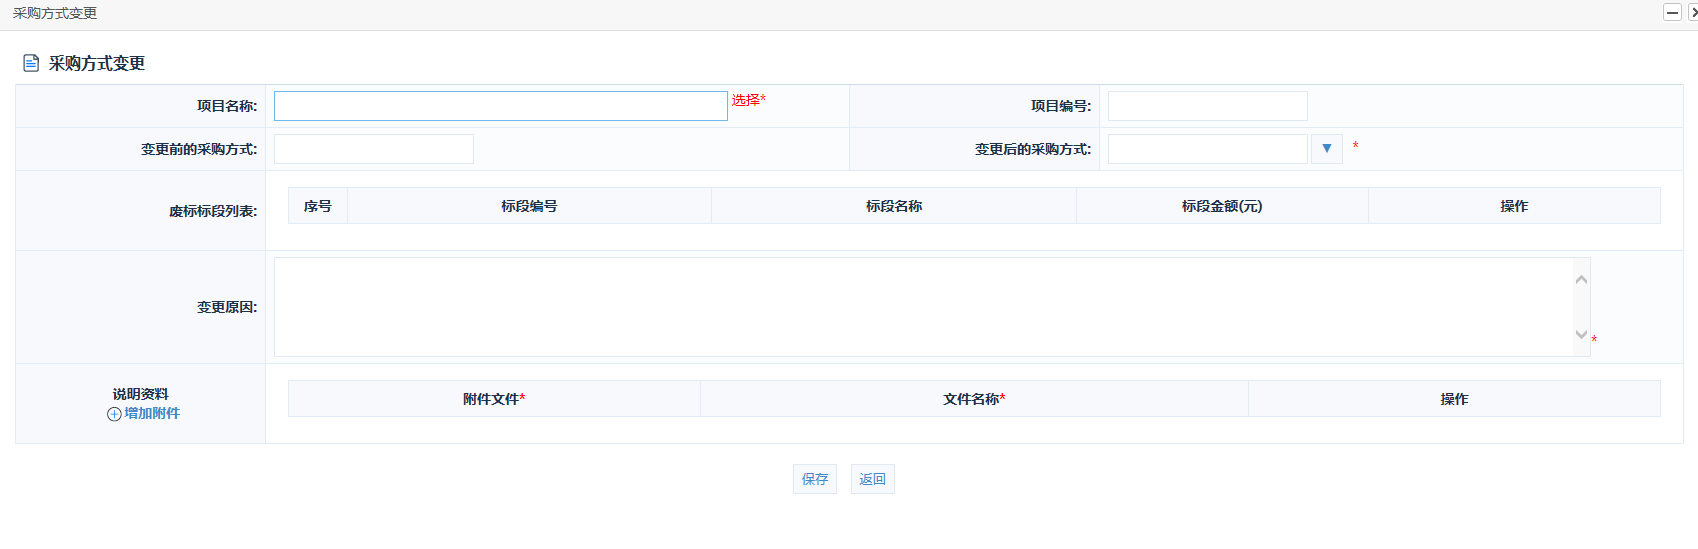 采购方式变更
采购方式变更
项目名称: 选择* 项目编号:
变更前的采购方式: 变更后的采购方式: ▼ *
废标标段列表: 序号 标段编号 标段名称 标段金额(元) 操作
变更原因: *
说明资料
增加附件
附件文件* 文件名称* 操作
保存 返回